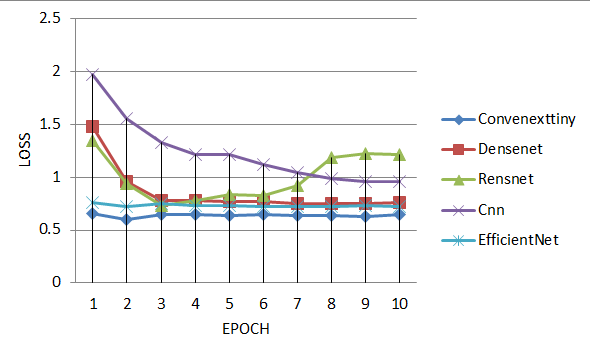 2.5
2
1.5
1
0.5
0
LOSS
1 2 3 4 5 6 7 8 9 10
EPOCH
Convenexttiny
Densenet
Rensnet
Cnn
EfficientNet